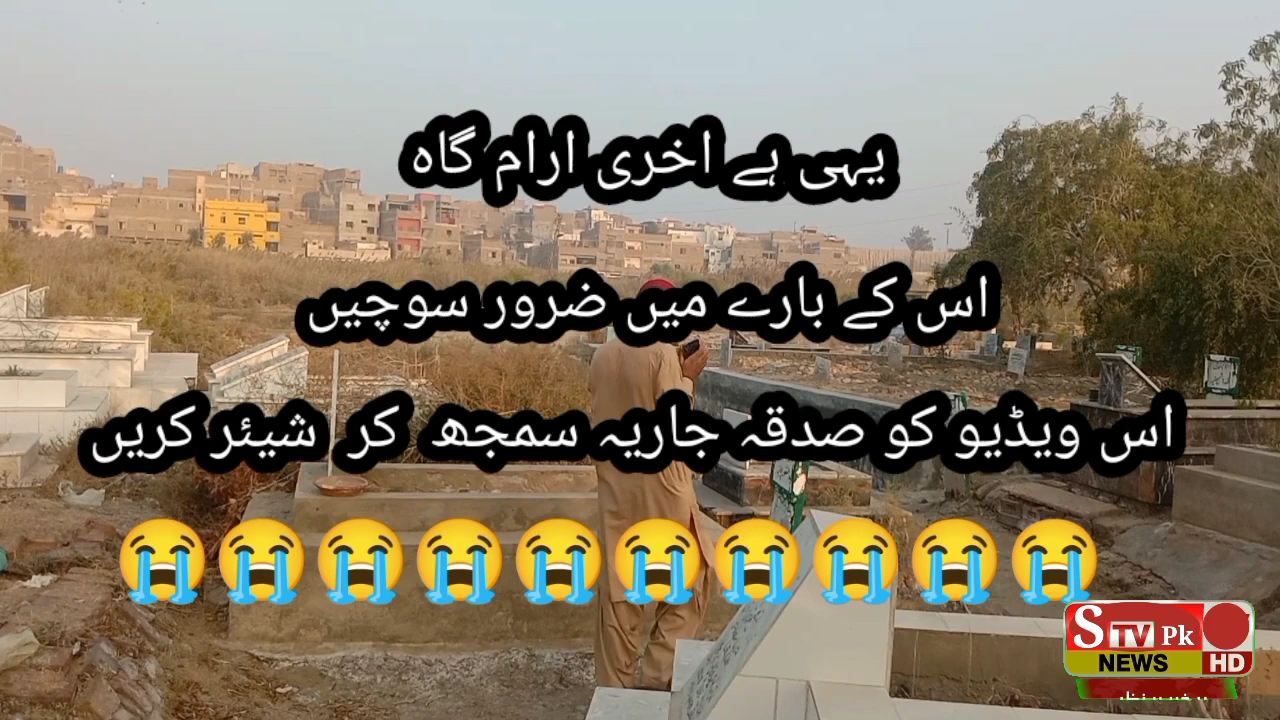 یہی ہے اخری ارام گاہ
اس کے بارے میں ضرور سوچیں
اس ویڈیو کو صدقہ جاریہ سمجھ کر شیئر کریں
😭😭😭😭😭😭😭😭😭😭
S TV Pk
NEWS HD